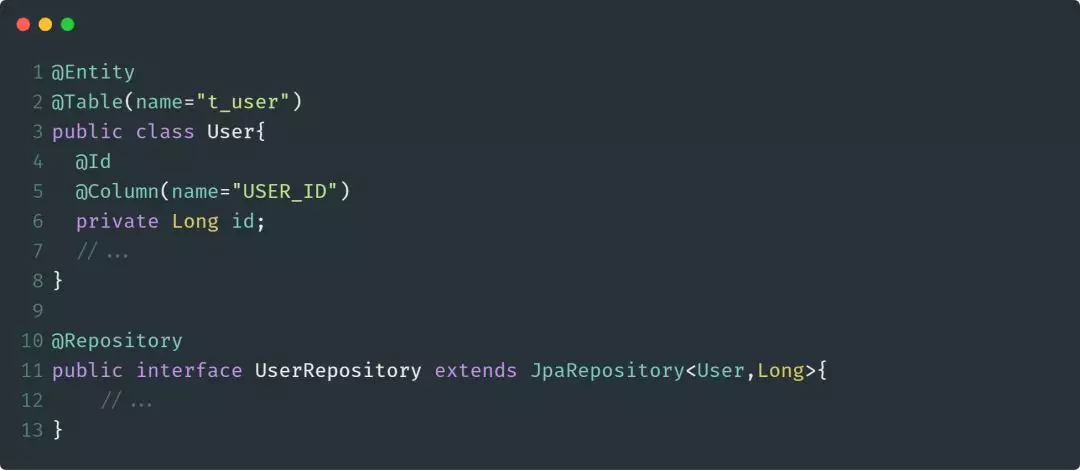 1 @Entity
2 @Table(name="t_user")
3 public class User{
4   @Id
5   @Column(name="USER_ID")
6   private Long id;
7   // ...
8 }
9
10 @Repository
11 public interface UserRepository extends JpaRepository<User,Long>{
12     // ...
13 }